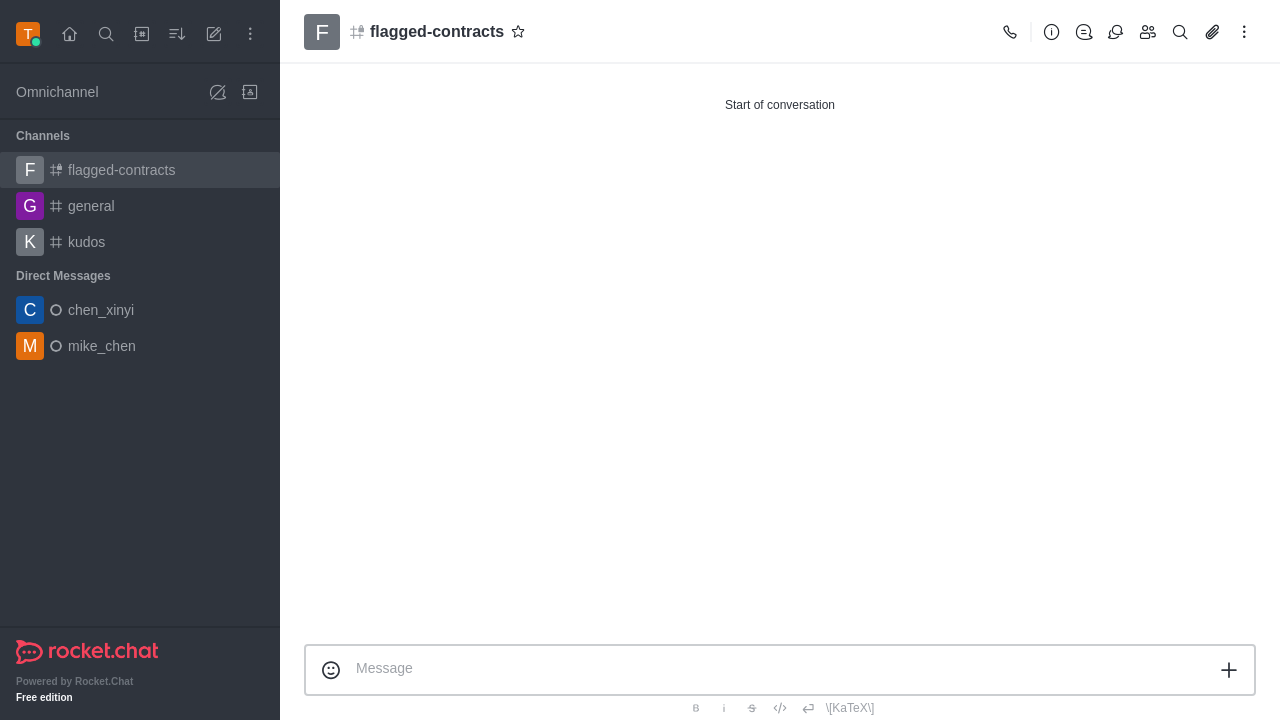 T
Omnichannel
Channels
F flagged-contracts
G general
K kudos
Direct Messages
C chen_xinyi
M mike_chen
rocket.chat
Powered by Rocket.Chat
Free edition
F flagged-contracts
Start of conversation
Message
B i S \[KaTeX\]